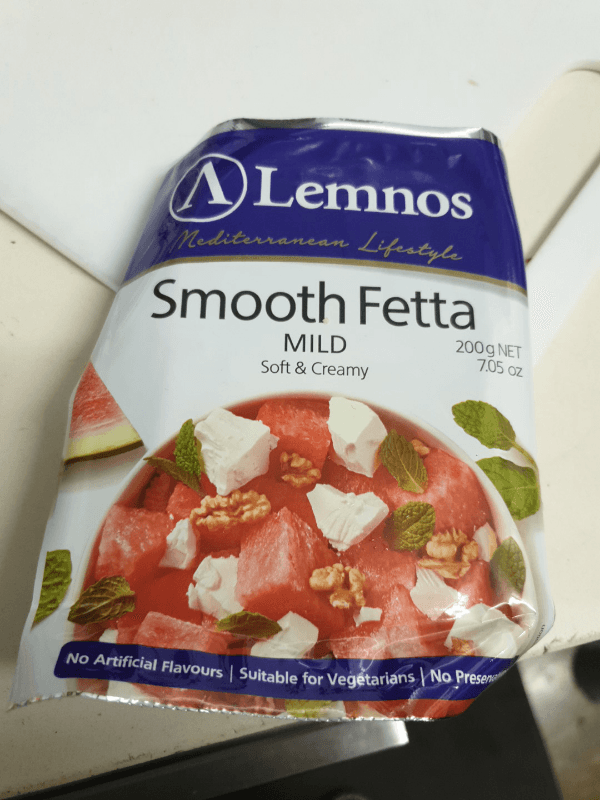 Lemnos
Mediterranean Lifestyle
Smooth Fetta
MILD
Soft & Creamy
200g NET
7.05 oz
No Artificial Flavours | Suitable for Vegetarians | No